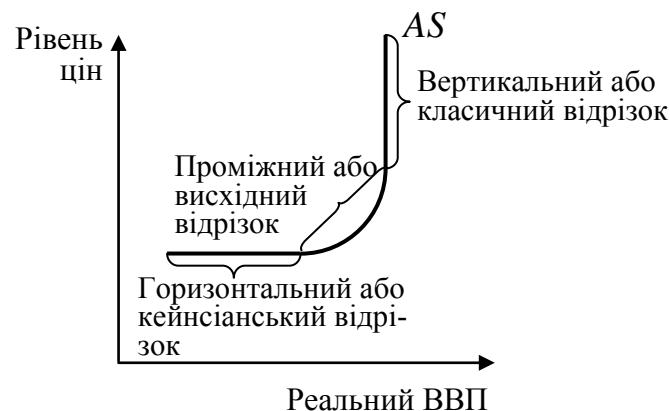 Рівень
цін
AS
Вертикальний або
класичний відрізок
Проміжний або
висхідний
відрізок
Горизонтальний або
кейнсіанський відрі-
зок
Реальний ВВП